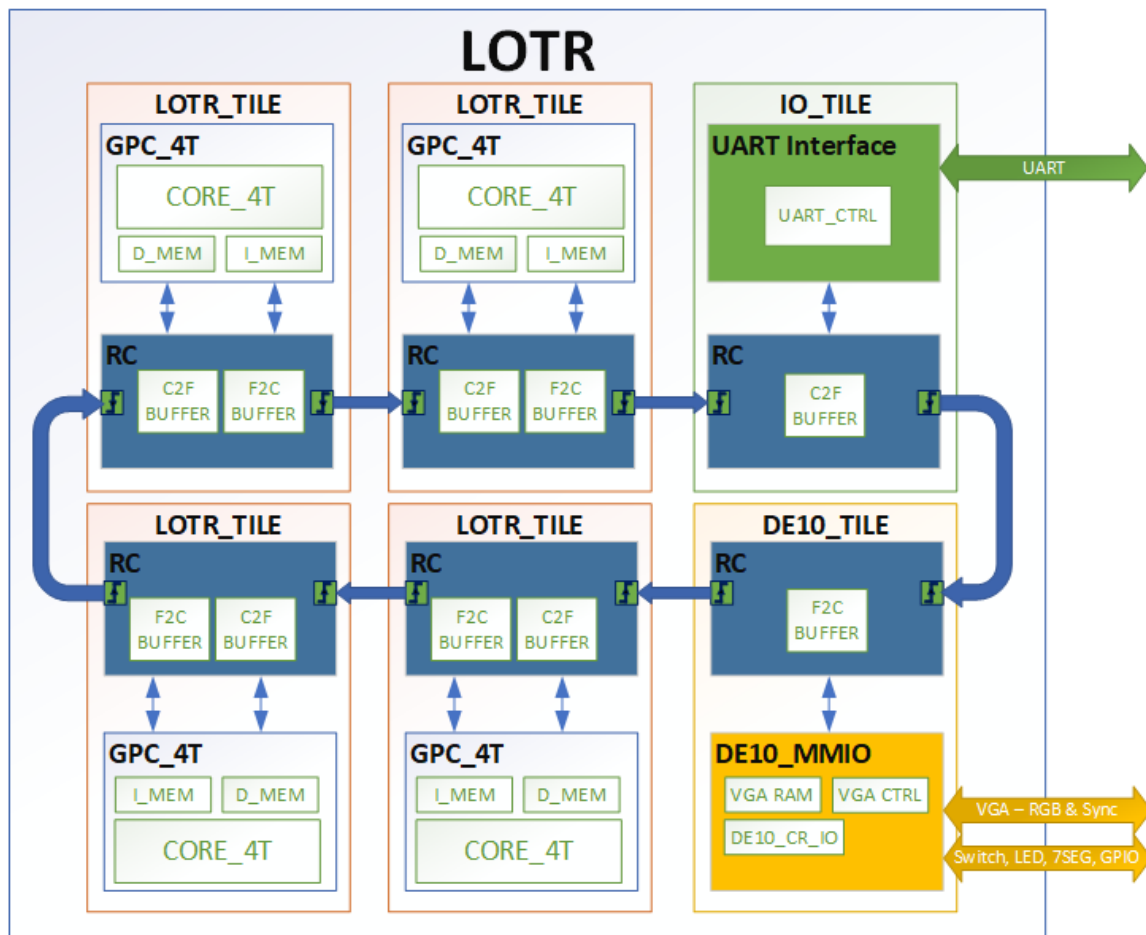 LOTR
LOTR_TILE
GPC_4T
CORE_4T
D_MEM
I_MEM
RC
C2F
BUFFER
F2C
BUFFER
LOTR_TILE
GPC_4T
CORE_4T
D_MEM
I_MEM
RC
C2F
BUFFER
F2C
BUFFER
IO_TILE
UART Interface
UART_CTRL
UART
RC
C2F
BUFFER
LOTR_TILE
RC
F2C
BUFFER
C2F
BUFFER
GPC_4T
I_MEM
D_MEM
CORE_4T
LOTR_TILE
RC
F2C
BUFFER
C2F
BUFFER
GPC_4T
I_MEM
D_MEM
CORE_4T
DE10_TILE
RC
F2C
BUFFER
DE10_MMIO
VGA RAM
VGA CTRL
DE10_CR_IO
VGA – RGB & Sync
Switch, LED, 7SEG, GPIO